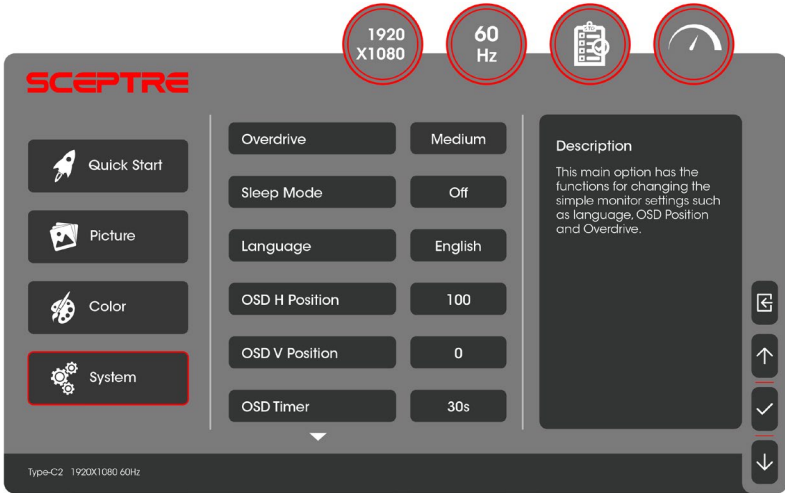 1920
X1080
60
Hz
SCEPTRE
Quick Start
Picture
Color
System
Overdrive Medium
Sleep Mode Off
Language English
OSD H Position 100
OSD V Position 0
OSD Timer 30s
Description
This main option has the
functions for changing the
simple monitor settings such
as language, OSD Position
and Overdrive.
Type-C2 1920X1080 60Hz